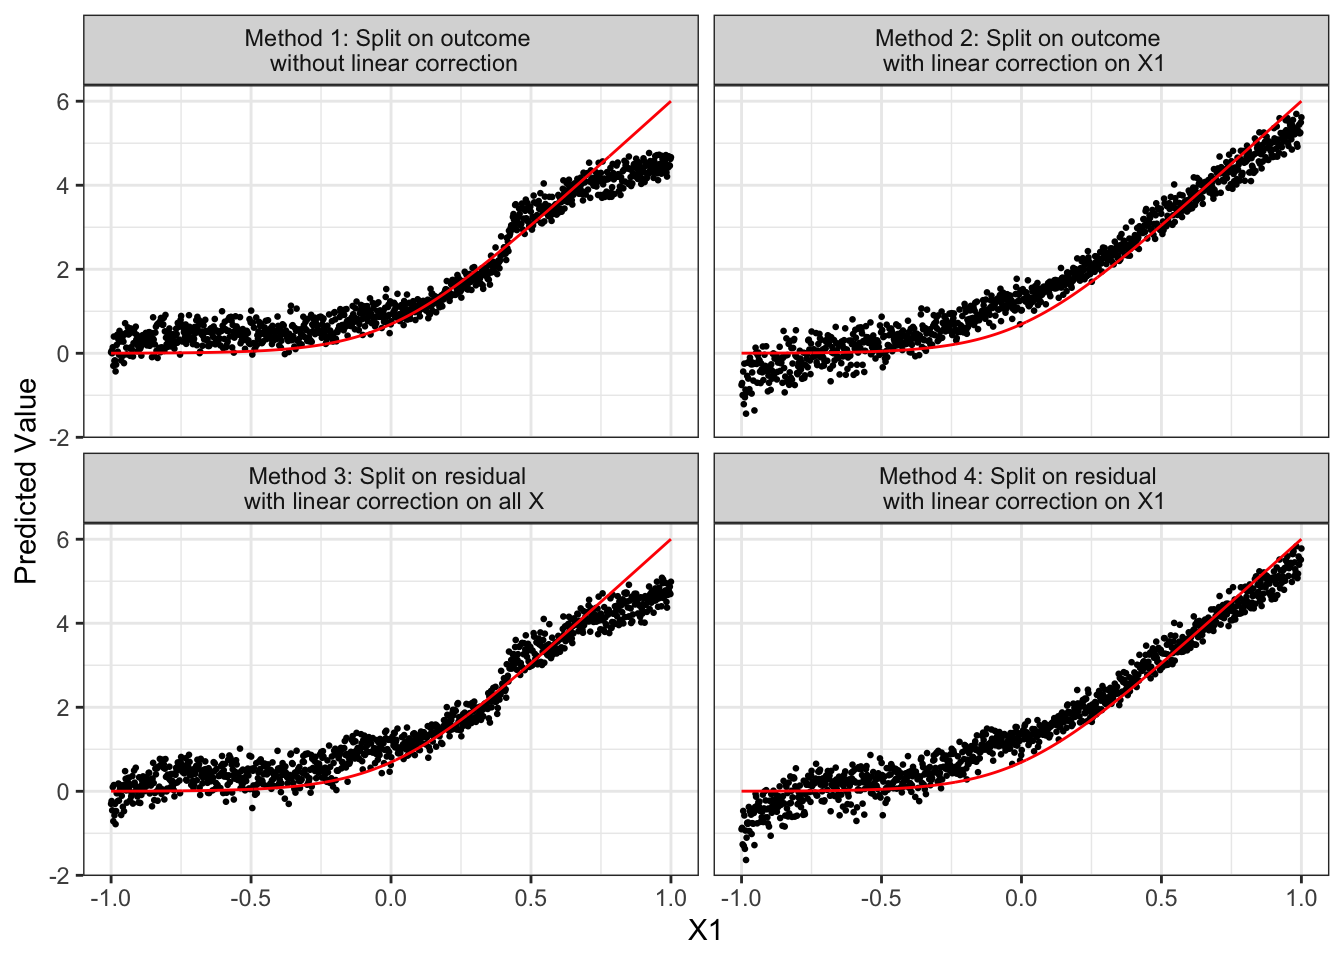 Method 1: Split on outcome
without linear correction
Method 2: Split on outcome
with linear correction on X1
6
4
2
0
-2
Method 3: Split on residual
with linear correction on all X
Method 4: Split on residual
with linear correction on X1
6
4
2
0
-2
Predicted Value
-1.0 -0.5 0.0 0.5 1.0
-1.0 -0.5 0.0 0.5 1.0
X1